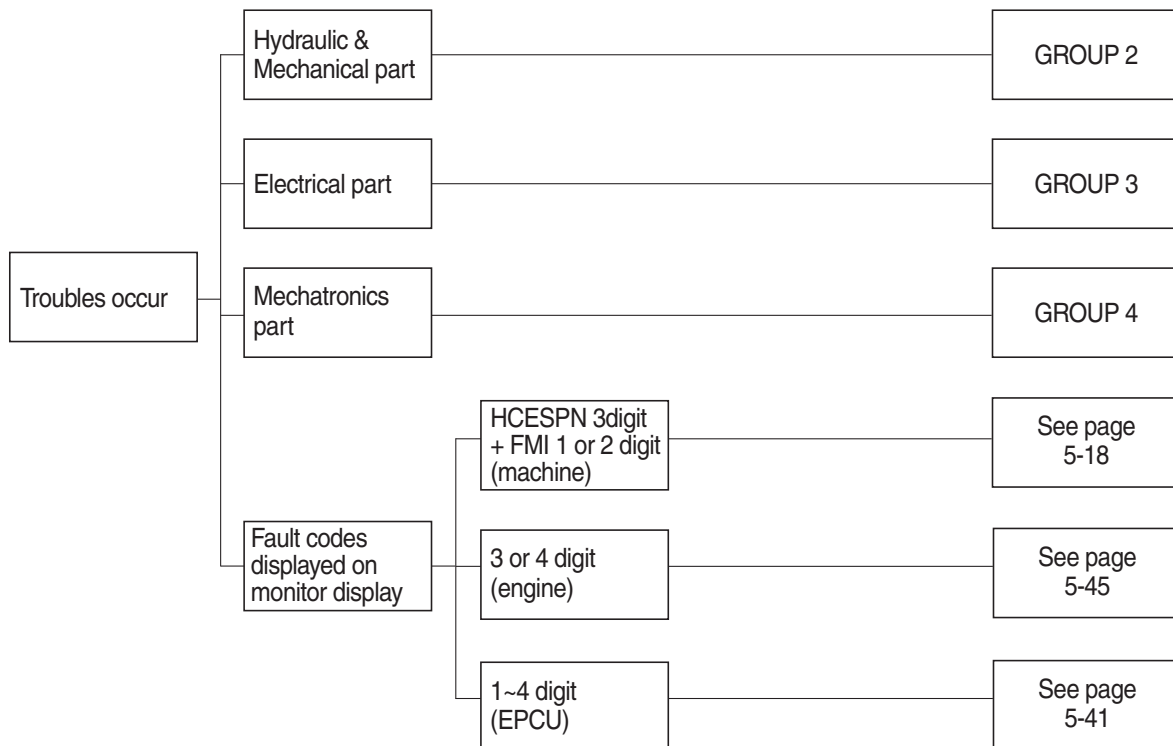 Hydraulic &
Mechanical part
GROUP 2
Electrical part
GROUP 3
Troubles occur
Mechatronics
part
GROUP 4
HCESPN 3digit
+ FMI 1 or 2 digit
(machine)
See page
5-18
Fault codes
displayed on
monitor display
3 or 4 digit
(engine)
See page
5-45
1~4 digit
(EPCU)
See page
5-41